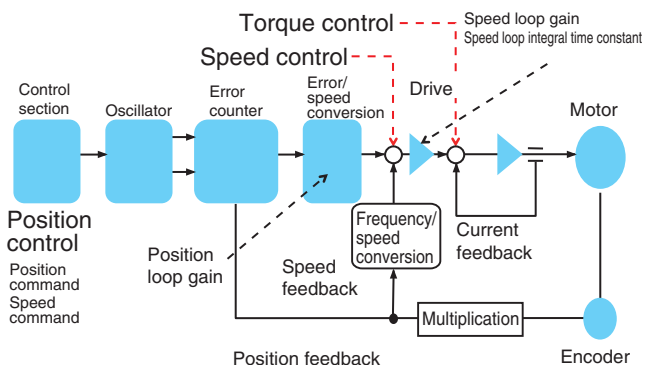 Torque control
Speed loop gain
Speed loop integral time constant
Speed control
Control
section
Oscillator
Error
counter
Error/
speed
conversion
Drive
Motor
Position
control
Position
command
Speed
command
Position
loop gain
Speed
feedback
Frequency/
speed
conversion
Current
feedback
Multiplication
Position feedback
Encoder